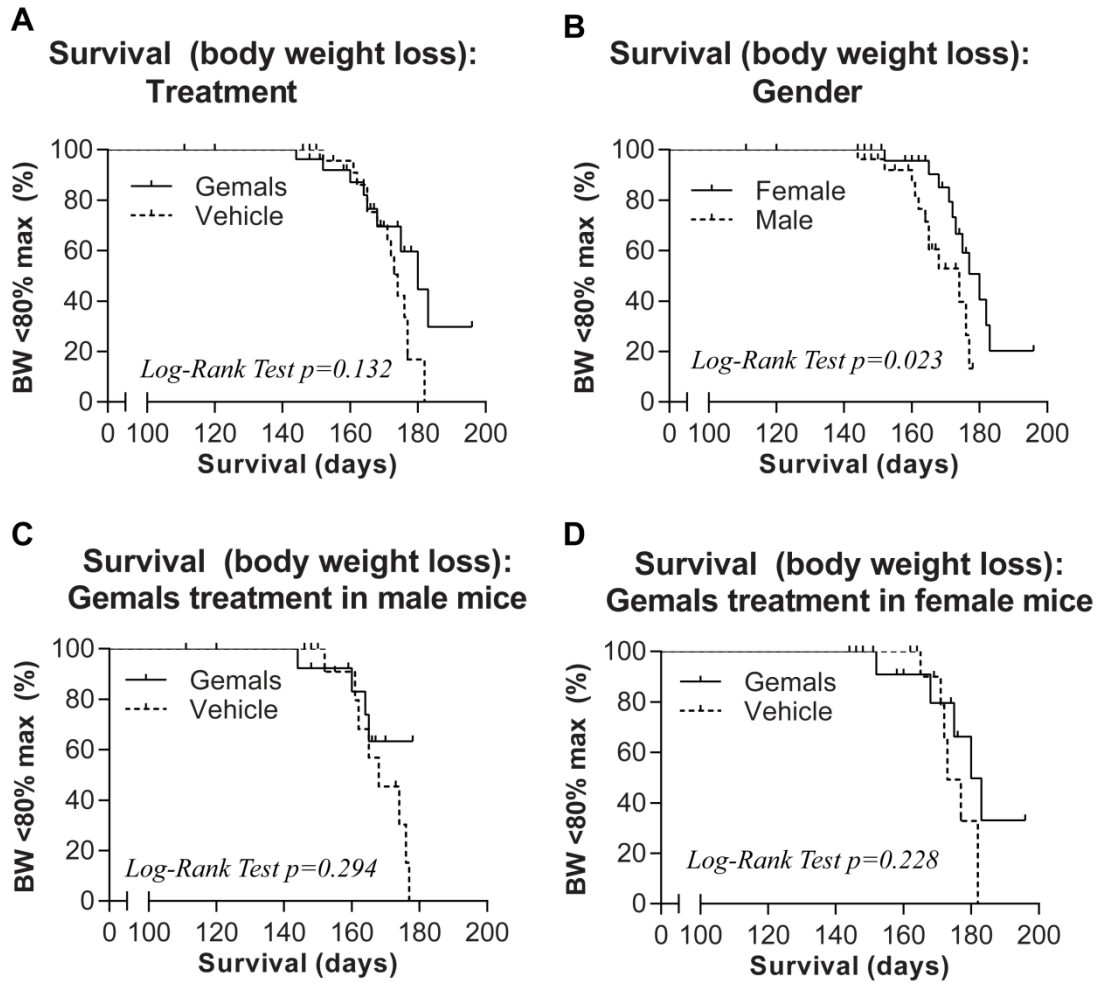 A
Survival (body weight loss):
Treatment
BW <80% max (%)
100
80
60
40
20
0
Gemals
Vehicle
Log-Rank Test p=0.132
0 100 120 140 160 180 200
Survival (days)
B
Survival (body weight loss):
Gender
BW <80% max (%)
100
80
60
40
20
0
Female
Male
Log-Rank Test p=0.023
0 100 120 140 160 180 200
Survival (days)
C
Survival (body weight loss):
Gemals treatment in male mice
BW <80% max (%)
100
80
60
40
20
0
Gemals
Vehicle
Log-Rank Test p=0.294
0 100 120 140 160 180 200
Survival (days)
D
Survival (body weight loss):
Gemals treatment in female mice
BW <80% max (%)
100
80
60
40
20
0
Gemals
Vehicle
Log-Rank Test p=0.228
0 100 120 140 160 180 200
Survival (days)